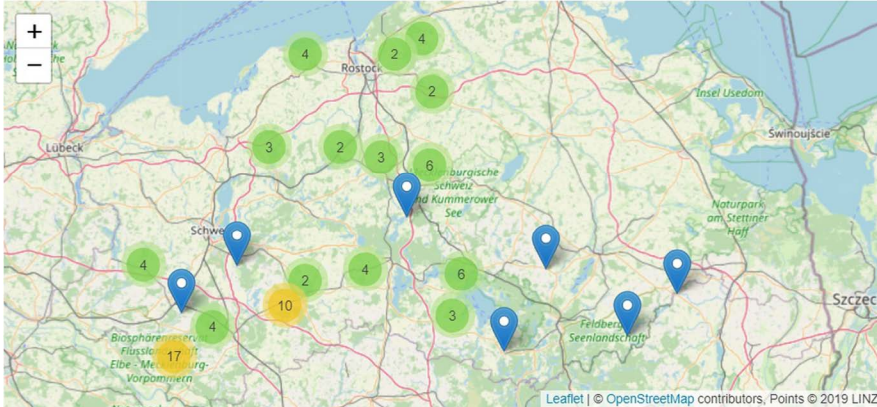 +
−
4
4
2
Rostock
2
Insel Usedom
Lübeck
Świnoujście
3
2
3
6
Schweiz
und Kummerower
See
Naturpark
am Stettiner
Haff
Schwe
4
4
6
2
10
3
4
Szczec
Feldberg
Seenlandschaft
Biosphärenreservat
Flusslandschaft
Elbe - Mecklenburg-
Vorpommern
17
Leaflet | © OpenStreetMap contributors, Points © 2019 LINZ